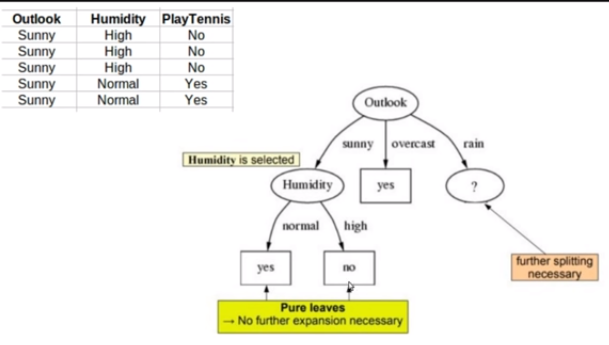 Outlook Humidity PlayTennis
Sunny High No
Sunny High No
Sunny High No
Sunny Normal Yes
Sunny Normal Yes
Outlook
sunny overcast rain
Humidity is selected
Humidity yes ?
normal high
further splitting
necessary
yes no
Pure leaves
→ No further expansion necessary